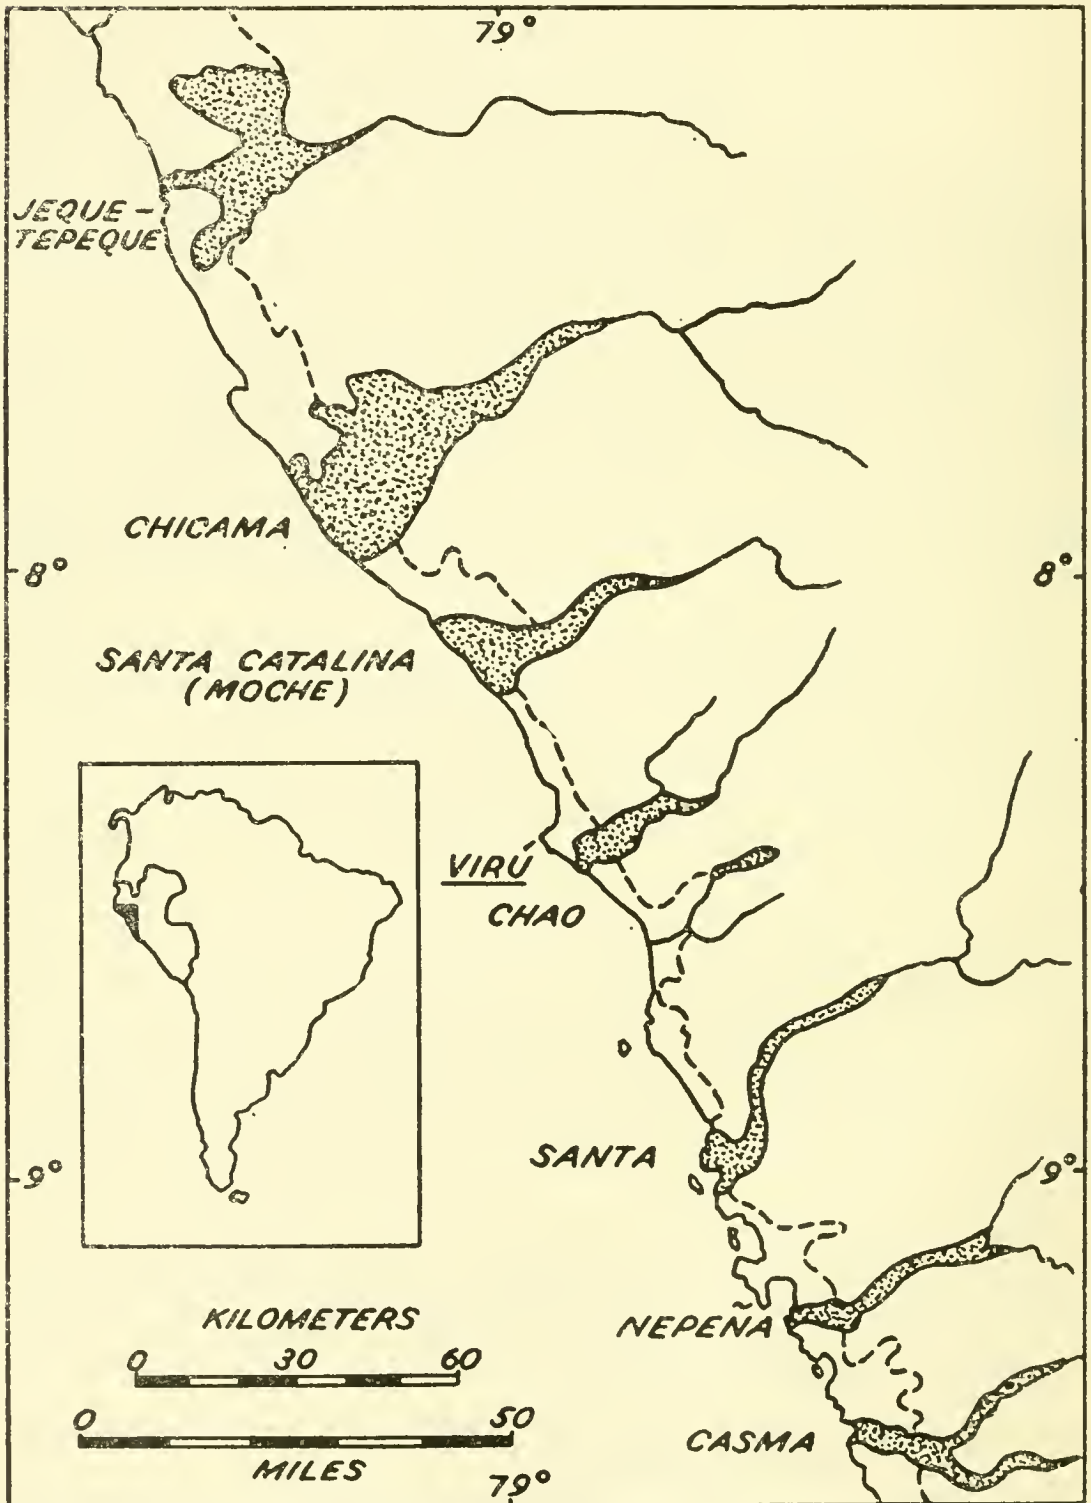 79°
JEQUE-
TEPEQUE
CHICAMA
8°
8°
SANTA CATALINA
(MOCHE)
VIRÚ
CHAO
SANTA
9°
9°
NEPEÑA
KILOMETERS
0 30 60
0 50
MILES
CASMA
79°